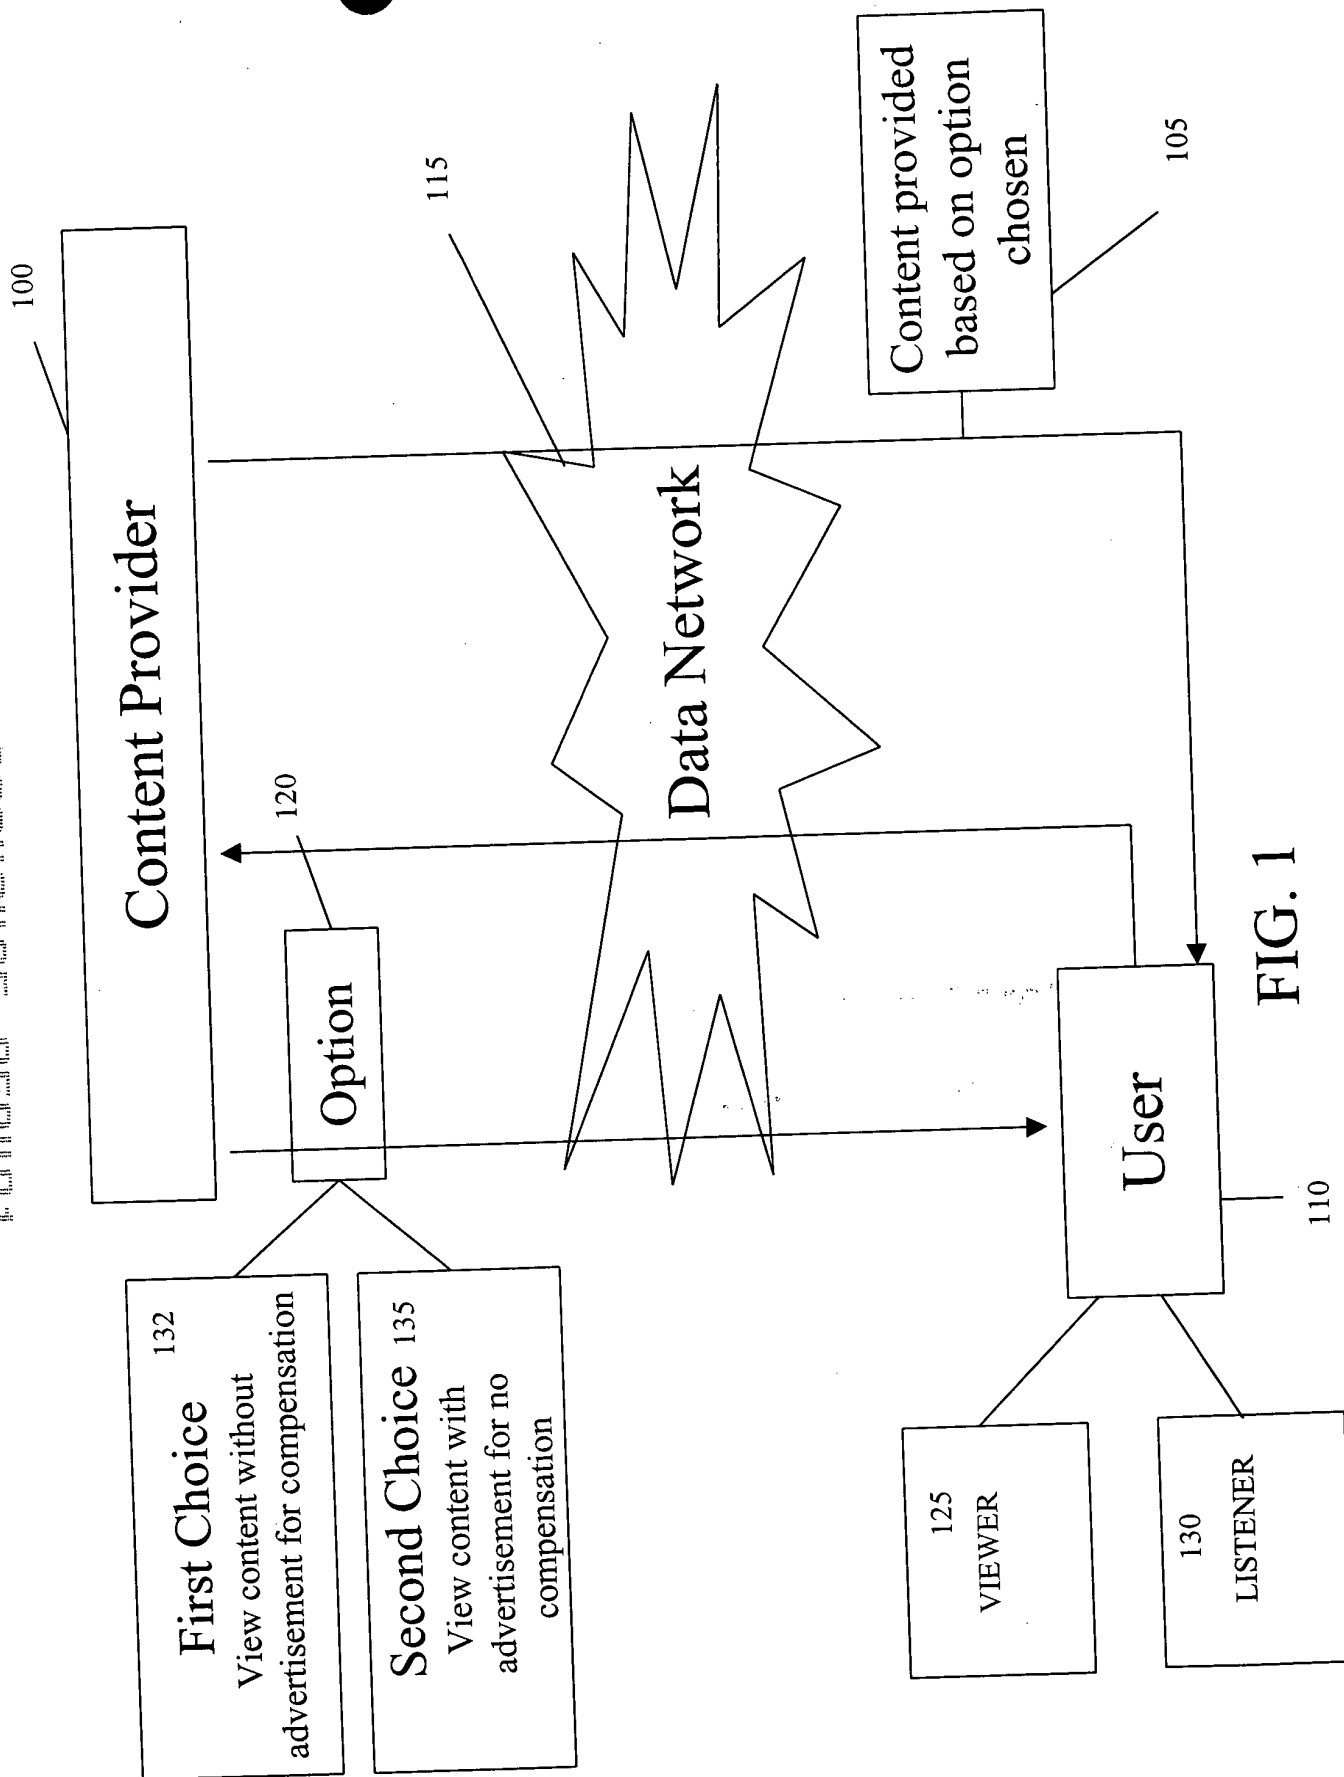 100
Content Provider
120
Option
132
First Choice
View content without
advertisement for compensation
Second Choice 135
View content with
advertisement for no
compensation
115
Data Network
Content provided
based on option
chosen
105
User
110
125
VIEWER
130
LISTENER
FIG. 1